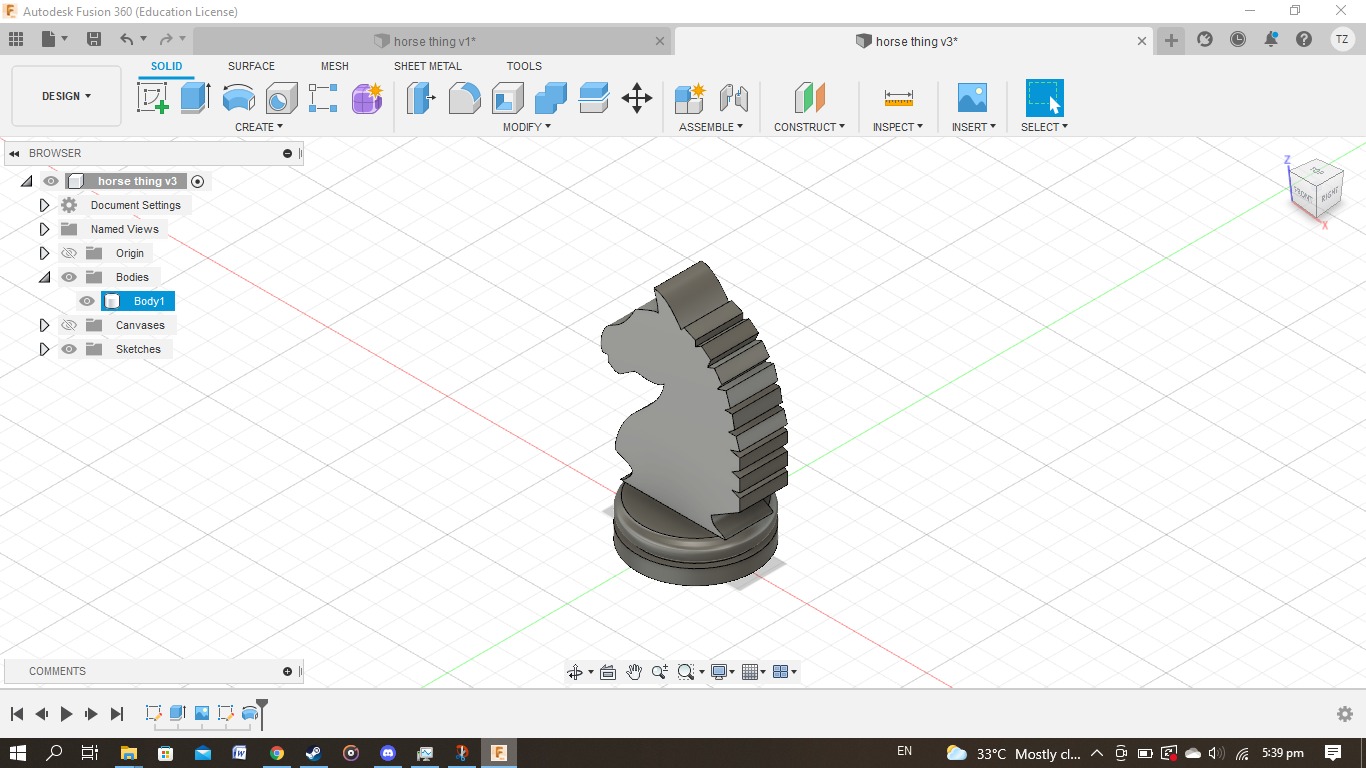 Autodesk Fusion 360 (Education License)
horse thing v1*
horse thing v3*
TZ
DESIGN
SOLID
SURFACE
MESH
SHEET METAL
TOOLS
CREATE
MODIFY
ASSEMBLE
CONSTRUCT
INSPECT
INSERT
SELECT
BROWSER
horse thing v3
Document Settings
Named Views
Origin
Bodies
Body1
Canvases
Sketches
Z
TOP
FRONT
RIGHT
X
COMMENTS
EN
33°C Mostly cl...
5:39 pm